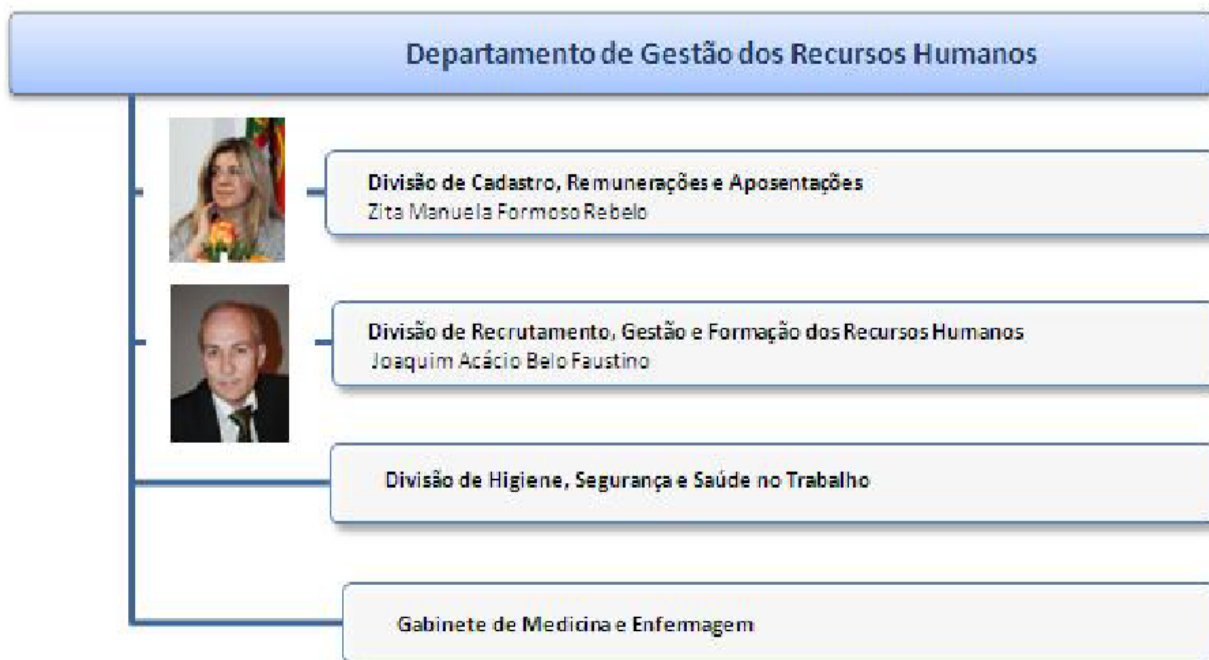 Departamento de Gestão dos Recursos Humanos
Divisão de Cadastro, Remunerações e Aposentações
Zita Manuela Formoso Rebelo
Divisão de Recrutamento, Gestão e Formação dos Recursos Humanos
Joaquim Acácio Belo Faustino
Divisão de Higiene, Segurança e Saúde no Trabalho
Gabinete de Medicina e Enfermagem